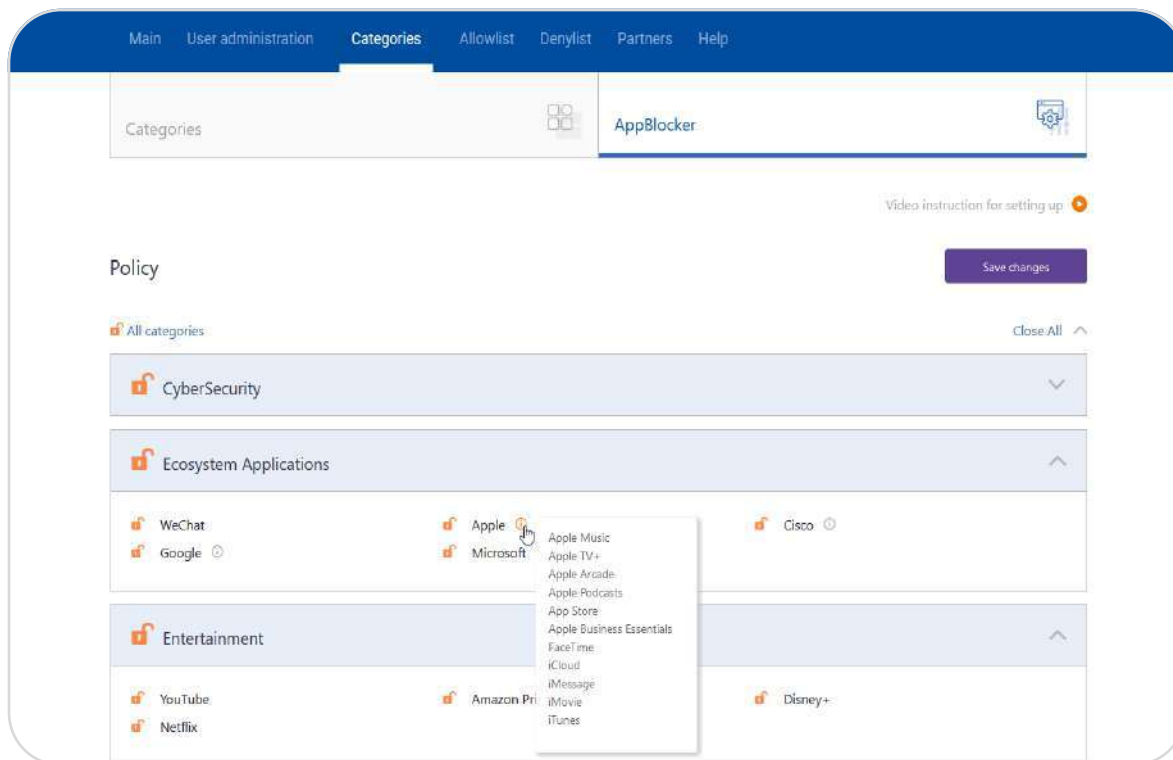 Main User administration Categories Allowlist Denylist Partners Help
Categories AppBlocker
Video instruction for setting up
Policy Save changes
All categories Close All
CyberSecurity
Ecosystem Applications
WeChat Apple Cisco
Google Microsoft
Apple Music
Apple TV+
Apple Arcade
Apple Podcasts
App Store
Apple Business Essentials
FaceTime
iCloud
iMessage
iMovie
iTunes
Entertainment
YouTube Amazon Pri Disney+
Netflix